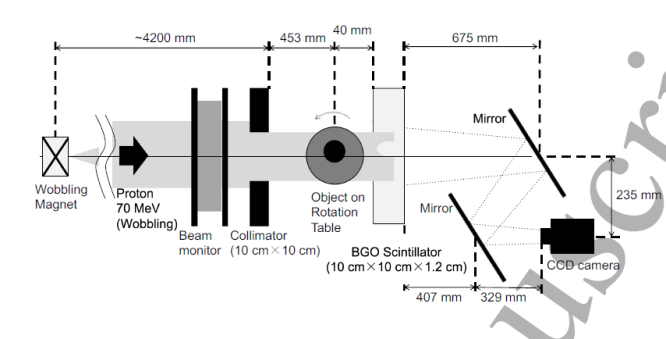 ~4200 mm
453 mm
40 mm
675 mm
Mirror
Wobbling
Magnet
Proton
70 MeV
(Wobbling)
Beam
monitor
Collimator
(10 cm×10 cm)
Object on
Rotation
Table
BGO Scintillator
(10 cm×10 cm×1.2 cm)
Mirror
235 mm
CCD camera
407 mm
329 mm
uscri